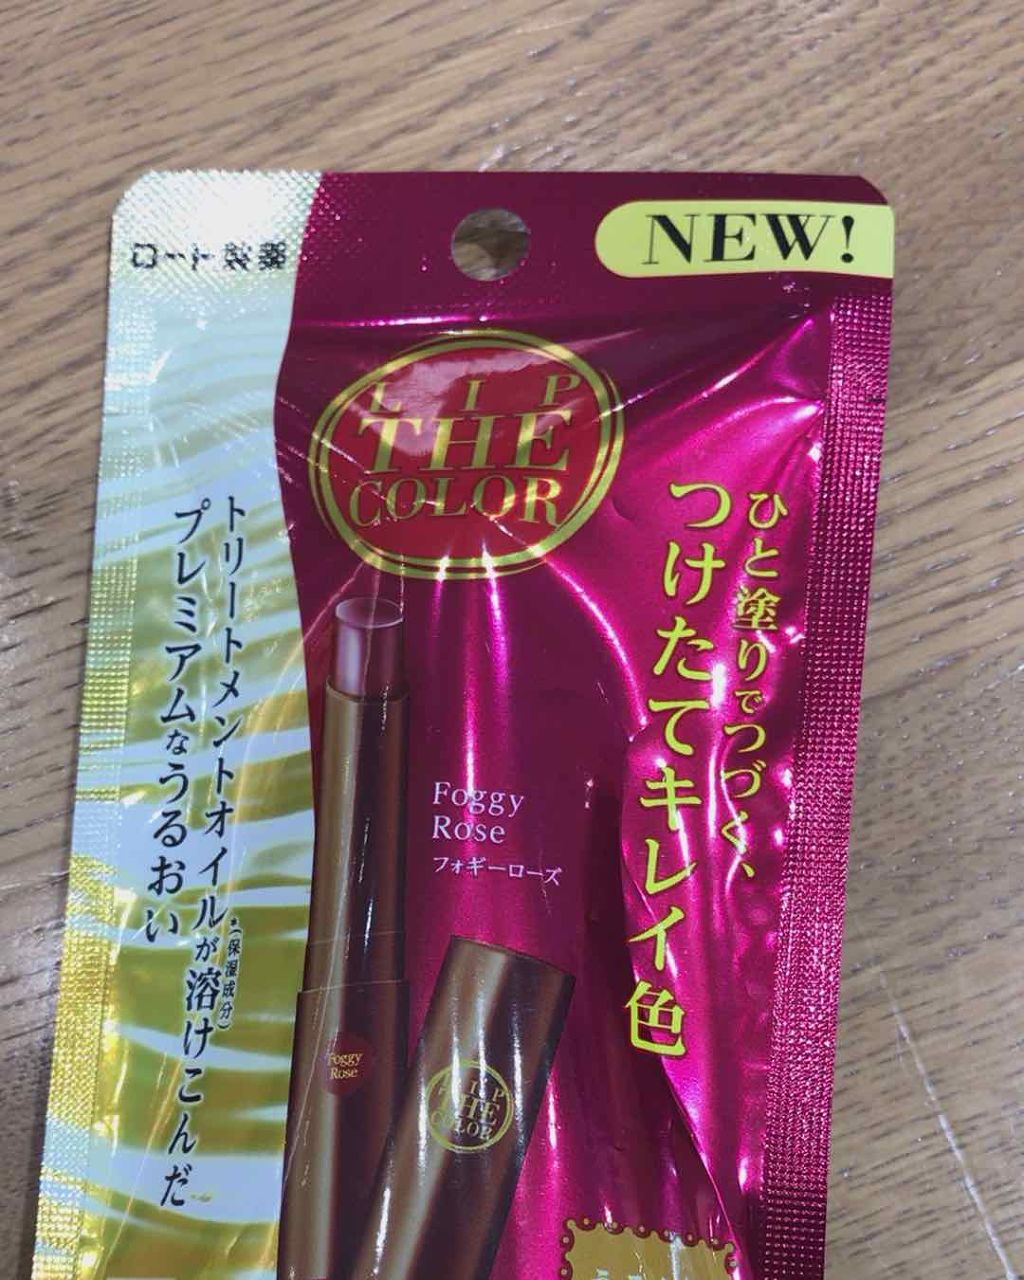 ロート製薬
NEW!
LIP
THE
COLOR
ひと塗りでつづく、
つけたてキレイ色
トリートメントオイルが溶けこんだ
*(保湿成分)
プレミアムなうるおい
Foggy
Rose
フォギーローズ
Foggy
Rose
LIP
THE
COLOR